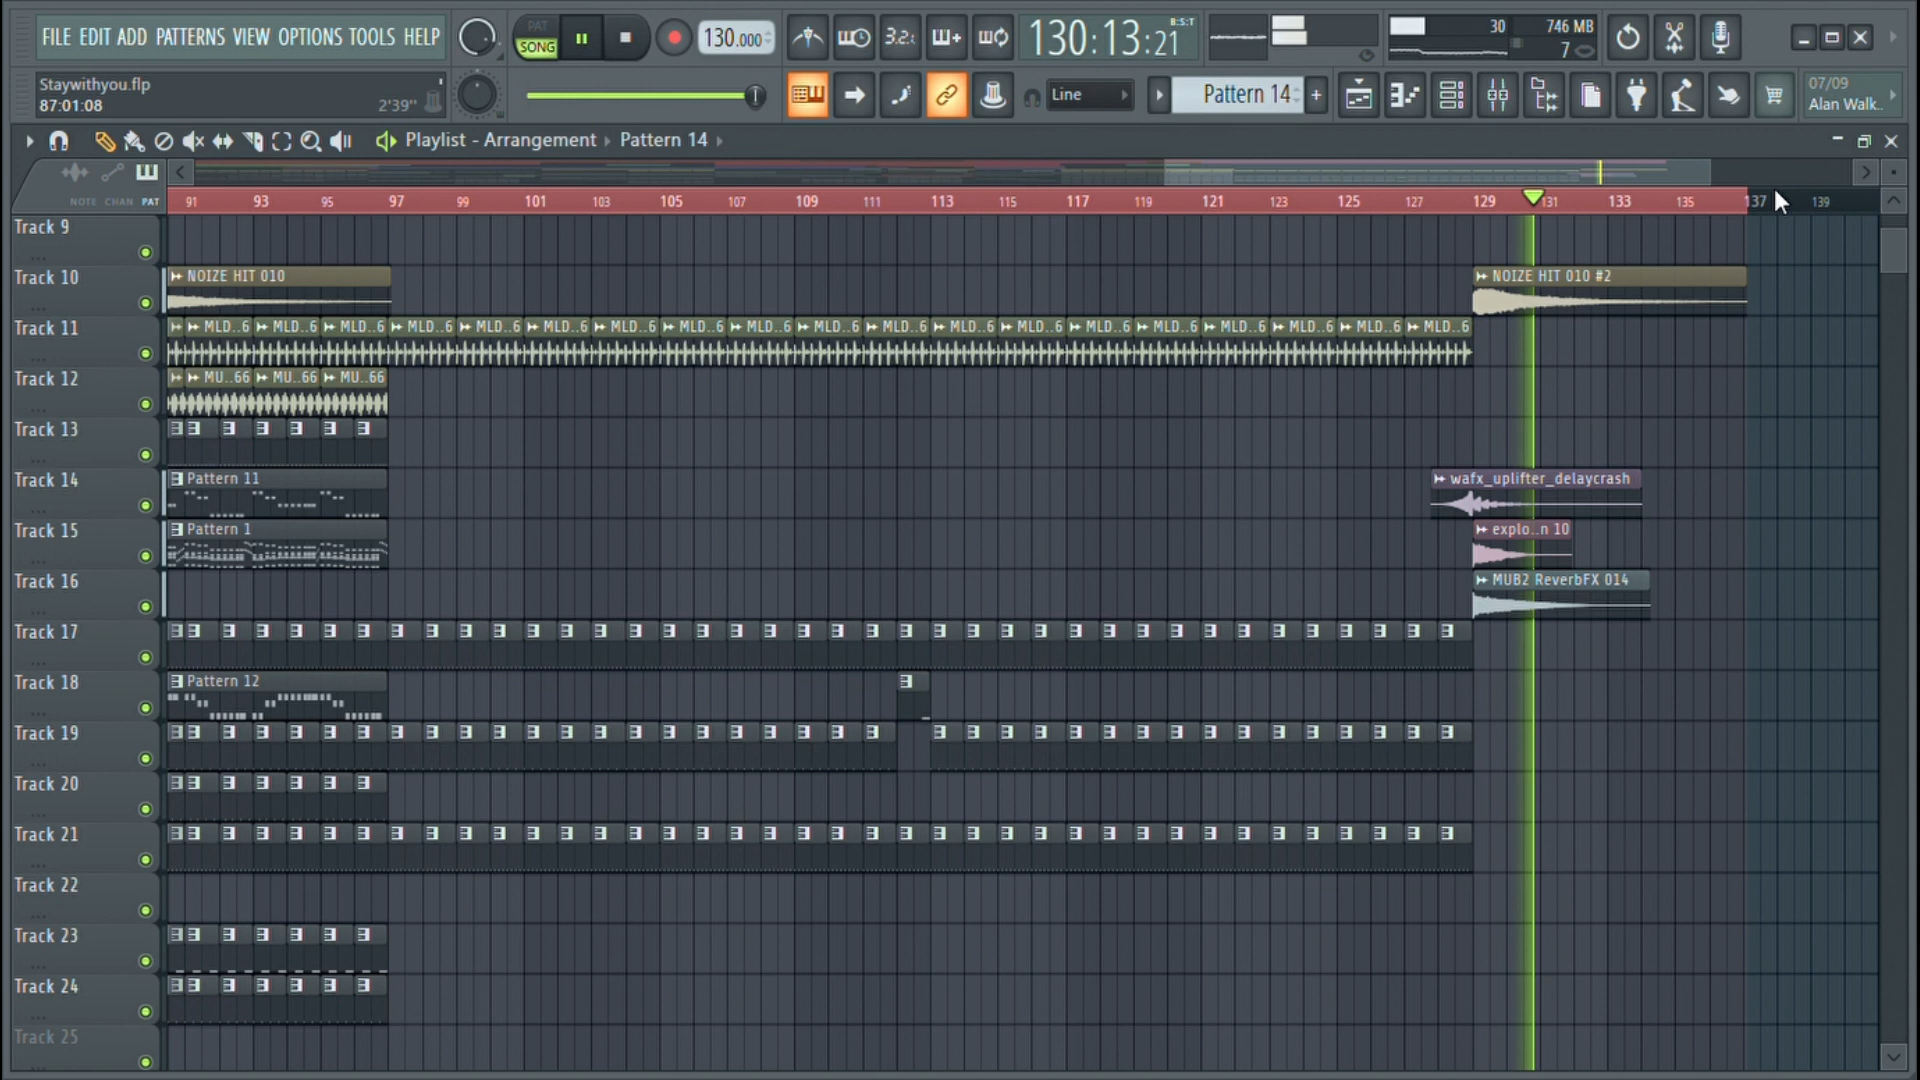 FILE EDIT ADD PATTERNS VIEW OPTIONS TOOLS HELP
PAT
SONG
130.000
3.2.
130:13:21
B:S:T
30
746 MB
7
Staywithyou.flp
87:01:08
2'39"
Line
Pattern 14
+
07/09
Alan Walk..
Playlist - Arrangement › Pattern 14 ›
NOTE CHAN PAT
91 93 95 97 99 101 103 105 107 109 111 113 115 117 119 121 123 125 127 129 131 133 135 137 139
Track 9
Track 10
NOIZE HIT 010
NOIZE HIT 010 #2
Track 11
MLD..6 MLD..6 MLD..6 MLD..6 MLD..6 MLD..6 MLD..6 MLD..6 MLD..6 MLD..6 MLD..6 MLD..6 MLD..6 MLD..6 MLD..6 MLD..6 MLD..6 MLD..6 MLD..6
Track 12
MU..66 MU..66 MU..66
Track 13
Track 14
Pattern 11
wafx_uplifter_delaycrash
Track 15
Pattern 1
explo..n 10
Track 16
MUB2 ReverbFX 014
Track 17
Track 18
Pattern 12
Track 19
Track 20
Track 21
Track 22
Track 23
Track 24
Track 25